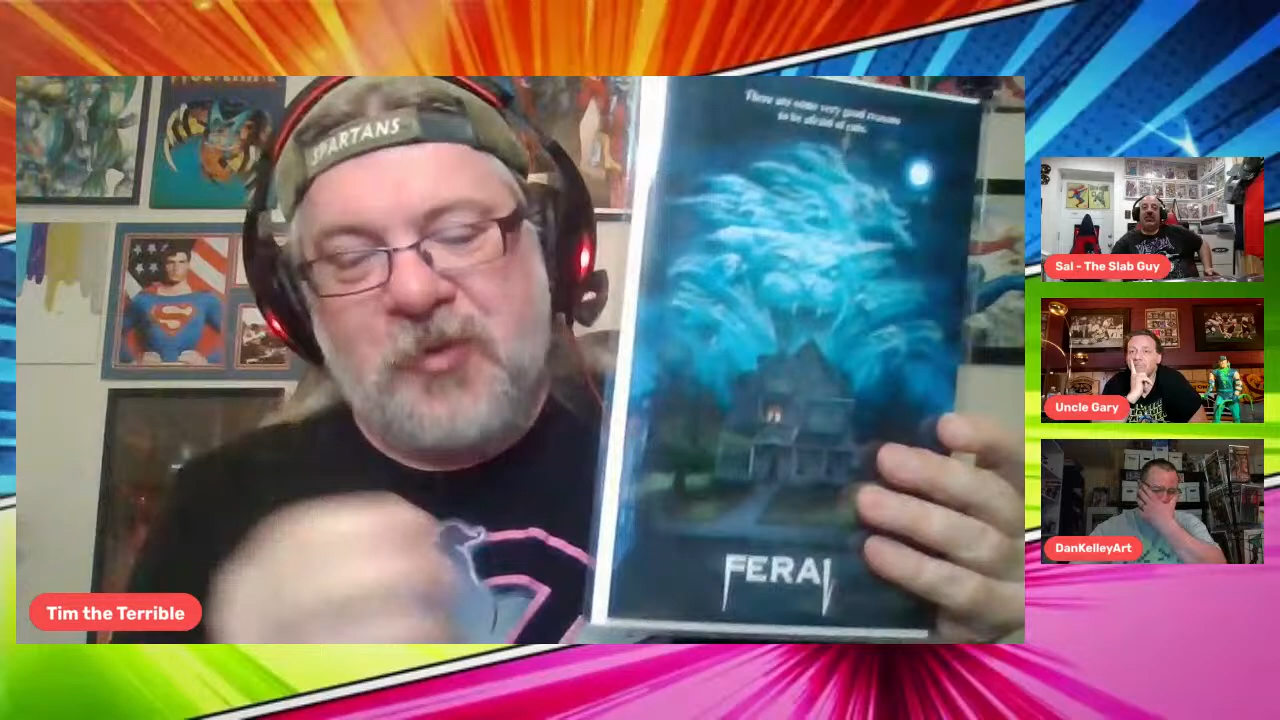 SPARTANS
There are some very good reasons
to be afraid of cats.
FERAL
Tim the Terrible
Sal - The Slab Guy
Uncle Gary
DanKelleyArt